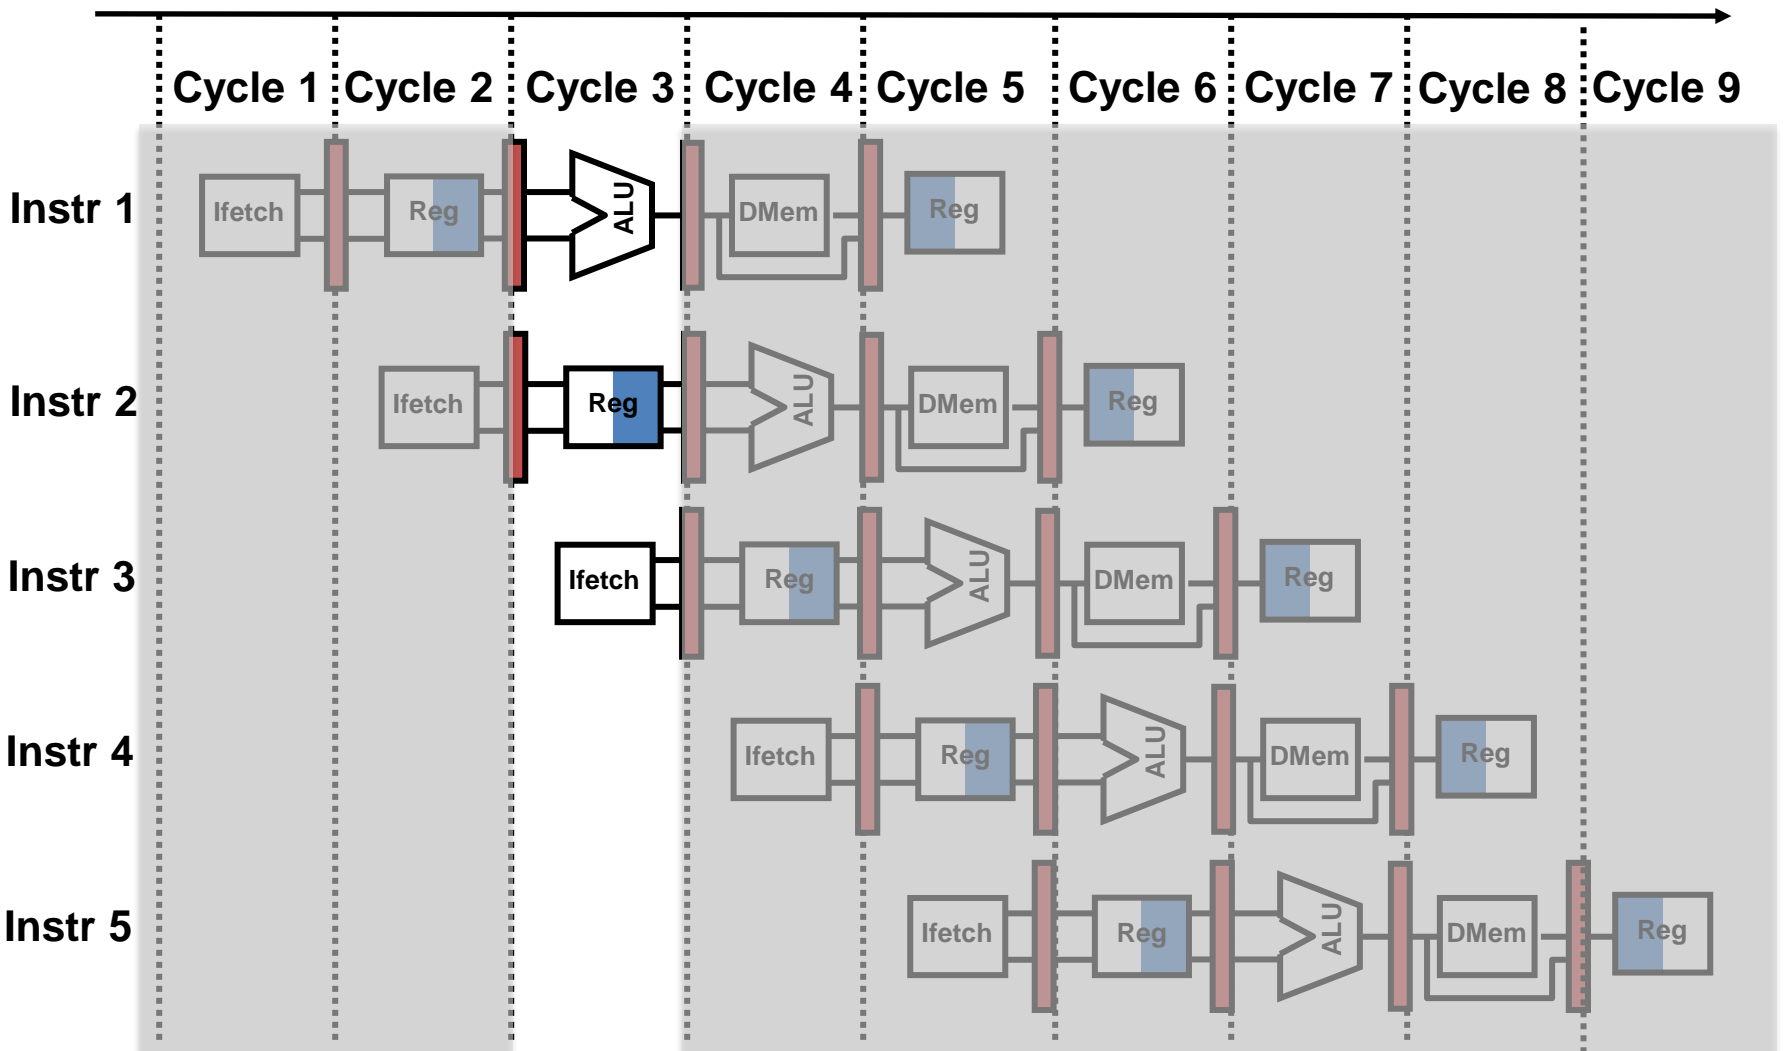 Cycle 1 Cycle 2 Cycle 3 Cycle 4 Cycle 5 Cycle 6 Cycle 7 Cycle 8 Cycle 9
Instr 1 Ifetch Reg ALU DMem Reg
Instr 2 Ifetch Reg ALU DMem Reg
Instr 3 Ifetch Reg ALU DMem Reg
Instr 4 Ifetch Reg ALU DMem Reg
Instr 5 Ifetch Reg ALU DMem Reg